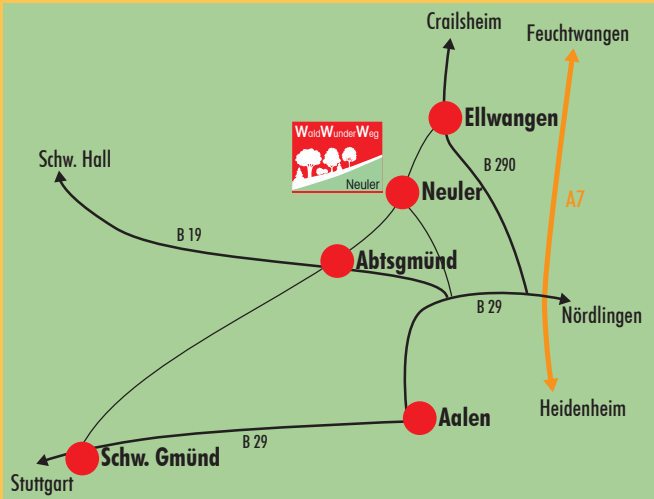 Crailsheim
Feuchtwangen
Ellwangen
WaldWunderWeg
Neuler
Schw. Hall
B 290
Neuler
A7
B 19
Abtsgmünd
B 29
Nördlingen
Heidenheim
Aalen
B 29
Schw. Gmünd
Stuttgart